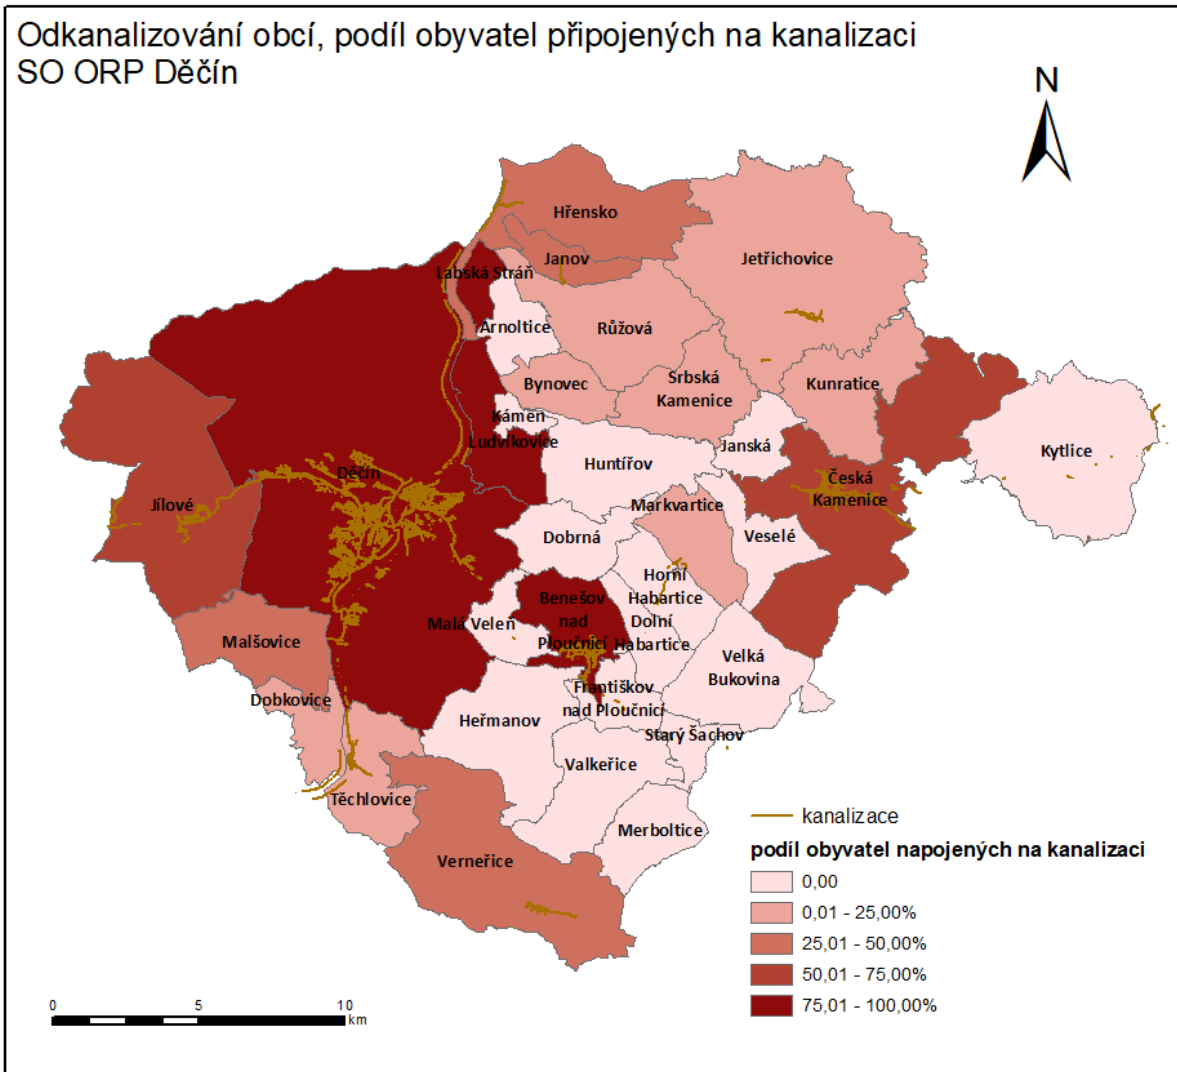 Odkanalizování obcí, podíl obyvatel připojených na kanalizaci
SO ORP Děčín
N
Hřensko
Janov
Jetřichovice
Labská Stráň
Arnoltice
Růžová
Bynovec
Srbská
Kamenice
Kunratice
Kámen
Ludvíkovice
Janská
Kytlice
Huntířov
Děčín
Česká
Kamenice
Jílové
Markvartice
Dobrná
Veselé
Horní
Habartice
Benešov
nad
Ploučnicí
Malá Veleň
Dolní
Habartice
Malšovice
Velká
Bukovina
Dobkovice
Františkov
nad Ploučnicí
Heřmanov
Starý Šachov
Valkeřice
Těchlovice
Merboltice
Verneřice
kanalizace
podíl obyvatel napojených na kanalizaci
0,00
0,01 - 25,00%
25,01 - 50,00%
50,01 - 75,00%
75,01 - 100,00%
0 5 10
km